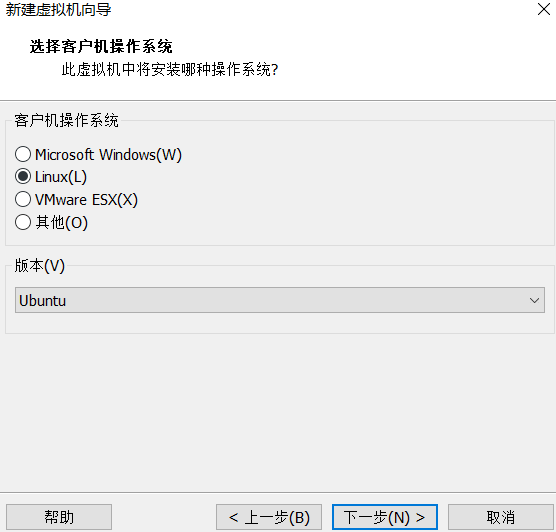 新建虚拟机向导
选择客户机操作系统
此虚拟机中将安装哪种操作系统?
客户机操作系统
Microsoft Windows(W)
Linux(L)
VMware ESX(X)
其他(O)
版本(V)
Ubuntu
帮助 < 上一步(B) 下一步(N) > 取消